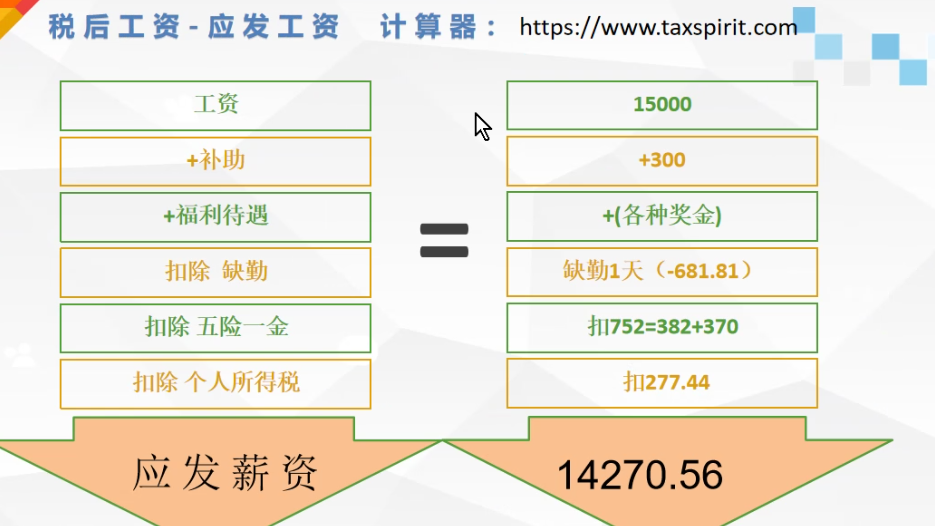 税后工资-应发工资 计算器：https://www.taxspirit.com
工资
15000
+补助
+300
+福利待遇
+(各种奖金)
扣除 缺勤
缺勤1天（-681.81）
扣除 五险一金
扣752=382+370
扣除 个人所得税
扣277.44
=
应发薪资
14270.56